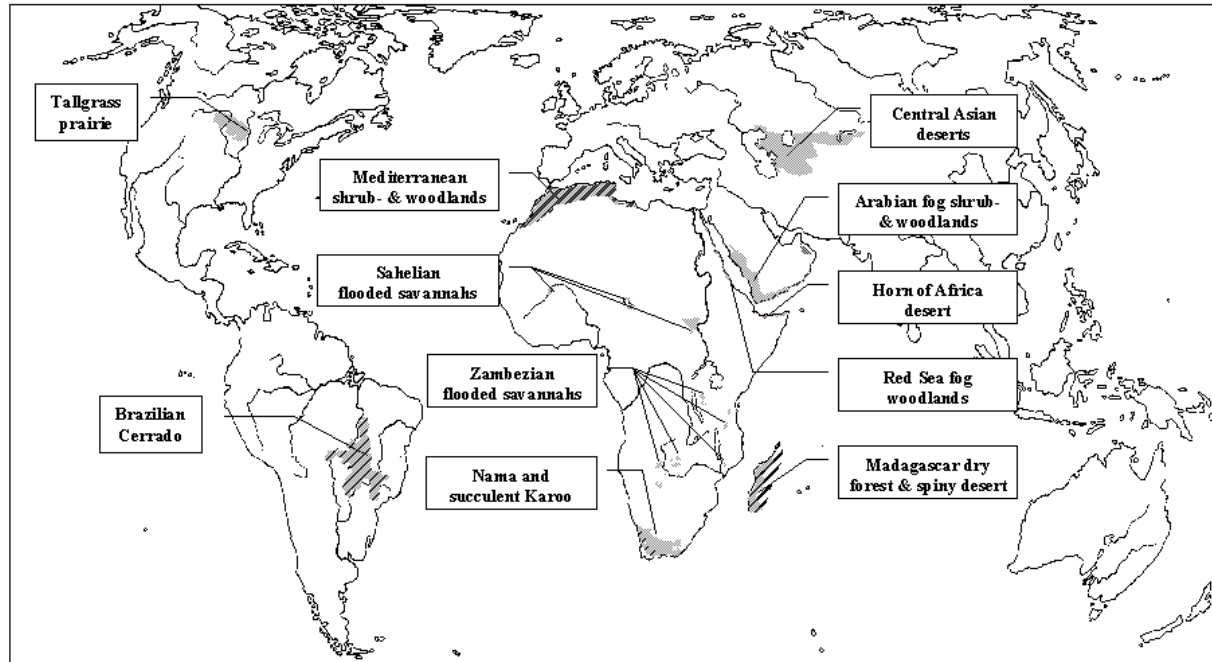 Tallgrass
prairie
Central Asian
deserts
Mediterranean
shrub- & woodlands
Arabian fog shrub-
& woodlands
Sahelian
flooded savannahs
Horn of Africa
desert
Zambezian
flooded savannahs
Red Sea fog
woodlands
Brazilian
Cerrado
Nama and
succulent Karoo
Madagascar dry
forest & spiny desert